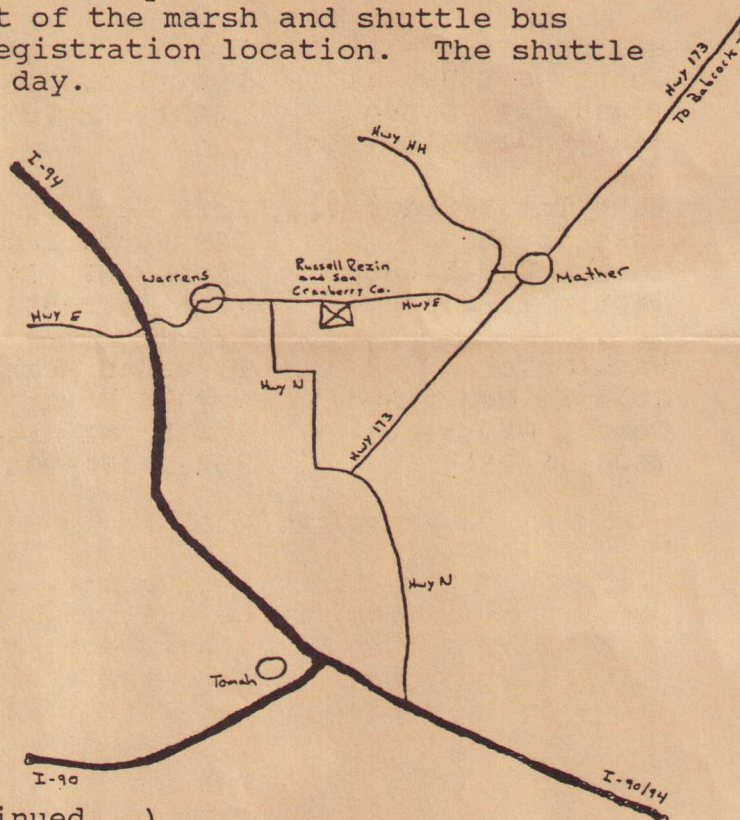 t of the marsh and shuttle bus
egistration location. The shuttle
day.
Hwy 173
To Babcock
Hwy HH
I-94
Mather
Warrens
Russell Rezin
and Son
Cranberry Co.
Hwy E
Hwy E
Hwy N
Hwy 173
Hwy N
Tomah
I-90
I-90/94
inued...)